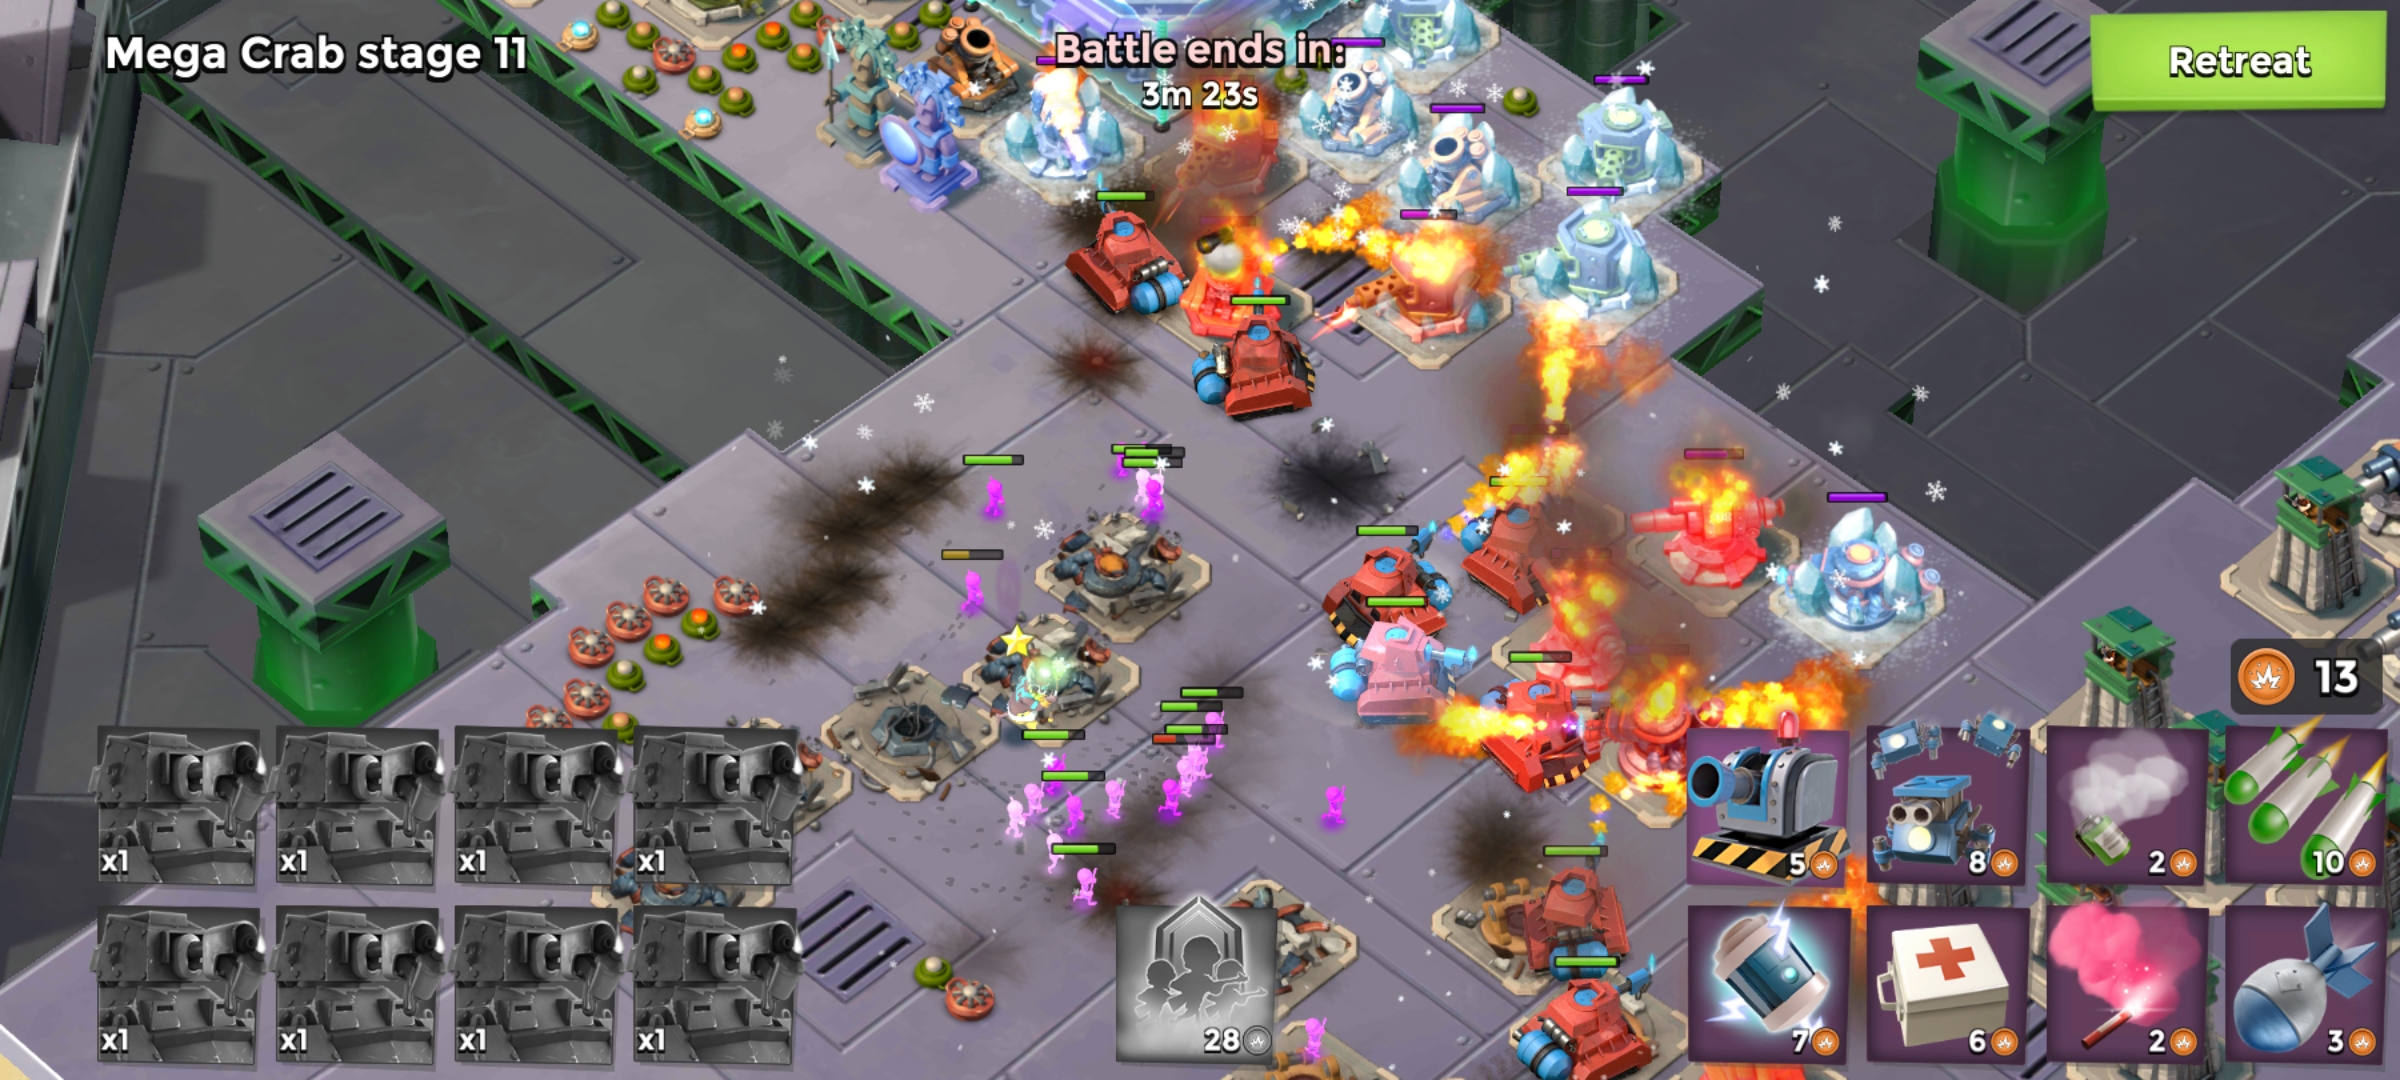 Mega Crab stage 11
Battle ends in:
3m 23s
Retreat
13
x1
x1
x1
x1
5
8
2
10
x1
x1
x1
x1
28
7
6
2
3